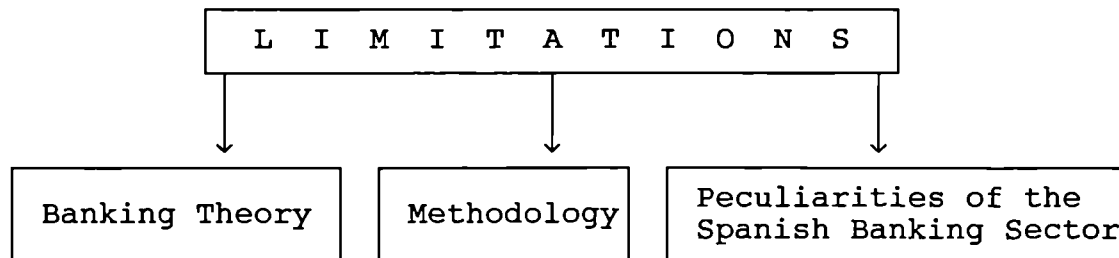 L I M I T A T I O N S
Banking Theory
Methodology
Peculiarities of the
Spanish Banking Sector